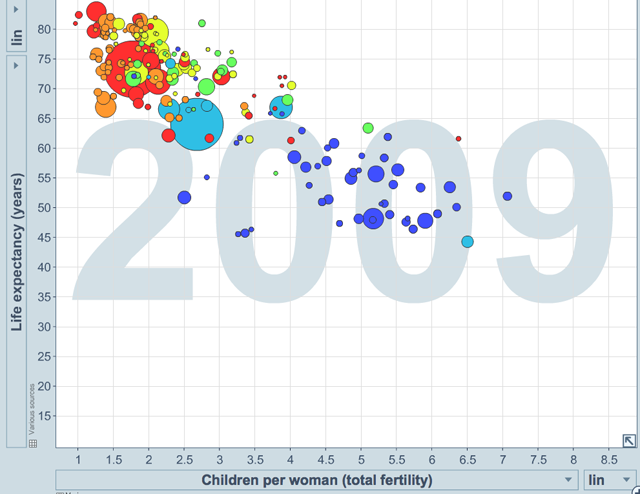 lin
Life expectancy (years)
Various sources
80
75
70
65
60
55
50
45
40
35
30
25
20
15
2009
1 1.5 2 2.5 3 3.5 4 4.5 5 5.5 6 6.5 7 7.5 8 8.5
Children per woman (total fertility)
lin